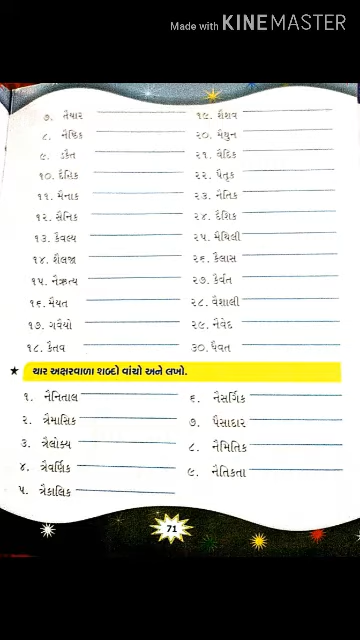 Made with KINEMASTER
૭. તૈયાર
૮. નૈષ્ઠિક
૯. ડકૈત
૧૦. દૈનિક
૧૧. મૈનાક
૧૨. સૈનિક
૧૩. કૈવલ્ય
૧૪. શૈલજા
૧૫. નૈઋત્ય
૧૬. મૈયત
૧૭. ગવૈયો
૧૮. કૈતવ
૧૯. શૈશવ
૨૦. મૈથુન
૨૧. વૈદિક
૨૨. પૈતૃક
૨૩. નૈતિક
૨૪. દૈશિક
૨૫. મૈથિલી
૨૬. કૈલાસ
૨૭. કૈર્વત
૨૮. વૈશાલી
૨૯. નૈવેદ
૩૦. ધૈવત
★ ચાર અક્ષરવાળા શબ્દો વાંચો અને લખો.
૧. નૈનિતાલ
૨. ત્રૈમાસિક
૩. ત્રૈલોક્ય
૪. ત્રૈવર્ણિક
૫. ત્રૈકાલિક
૬. નૈસર્ગિક
૭. પૈસાદાર
૮. નૈમિતિક
૯. નૈતિકતા
71